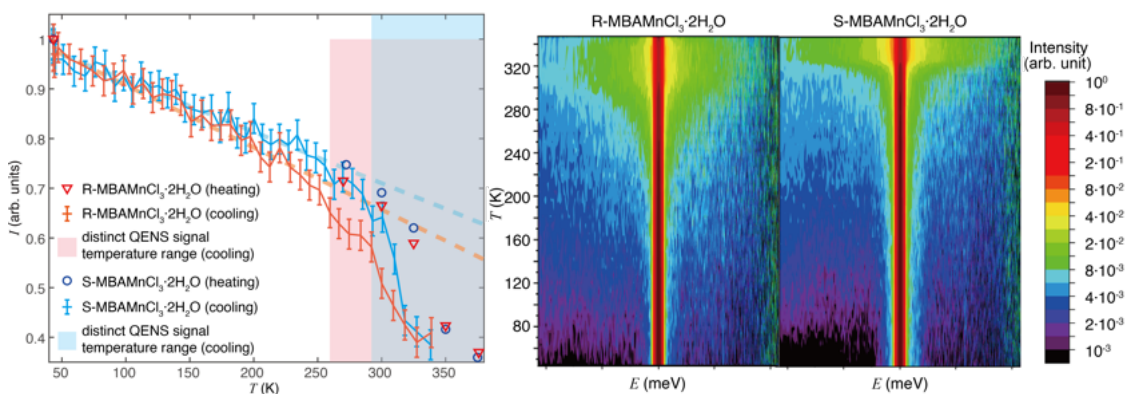 1
0.9
0.8
0.7
0.6
0.5
0.4
I (arb. units)
R-MBAMnCl₃·2H₂O (heating)
R-MBAMnCl₃·2H₂O (cooling)
distinct QENS signal
temperature range (cooling)
S-MBAMnCl₃·2H₂O (heating)
S-MBAMnCl₃·2H₂O (cooling)
distinct QENS signal
temperature range (cooling)
50 100 150 200 250 300 350
T (K)
R-MBAMnCl₃·2H₂O S-MBAMnCl₃·2H₂O
320
280
240
200
160
120
80
T (K)
E (meV) E (meV)
Intensity
(arb. unit)
10⁰
8·10⁻¹
4·10⁻¹
2·10⁻¹
8·10⁻²
4·10⁻²
2·10⁻²
8·10⁻³
4·10⁻³
2·10⁻³
10⁻³